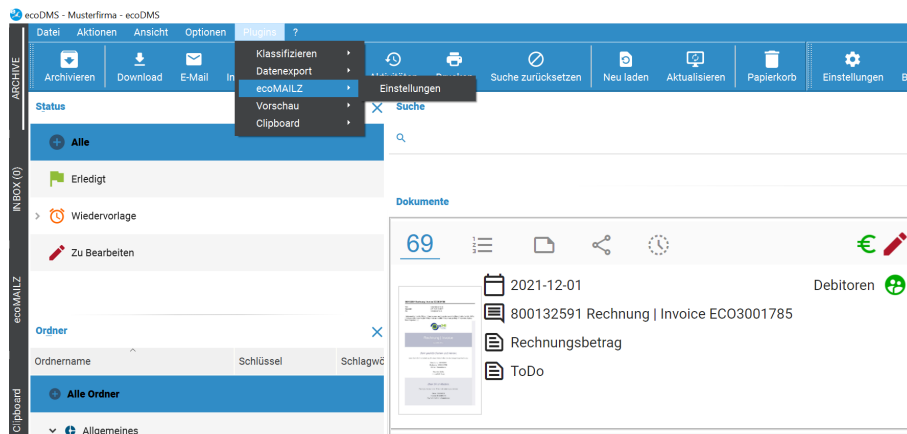 ecoDMS - Musterfirma - ecoDMS
Datei Aktionen Ansicht Optionen Plugins ?
Klassifizieren
Datenexport
ecoMAILZ
Einstellungen
Vorschau
Clipboard
Archivieren Download E-Mail Suche zurücksetzen Neu laden Aktualisieren Papierkorb Einstellungen
ARCHIVE
INBOX (0)
ecoMAILZ
Clipboard
Status
Alle
Erledigt
Wiedervorlage
Zu Bearbeiten
Ordner
Ordnername Schlüssel Schlagwö
Alle Ordner
Allgemeines
Suche
Dokumente
69
2021-12-01 Debitoren
800132591 Rechnung | Invoice ECO3001785
Rechnungsbetrag
ToDo